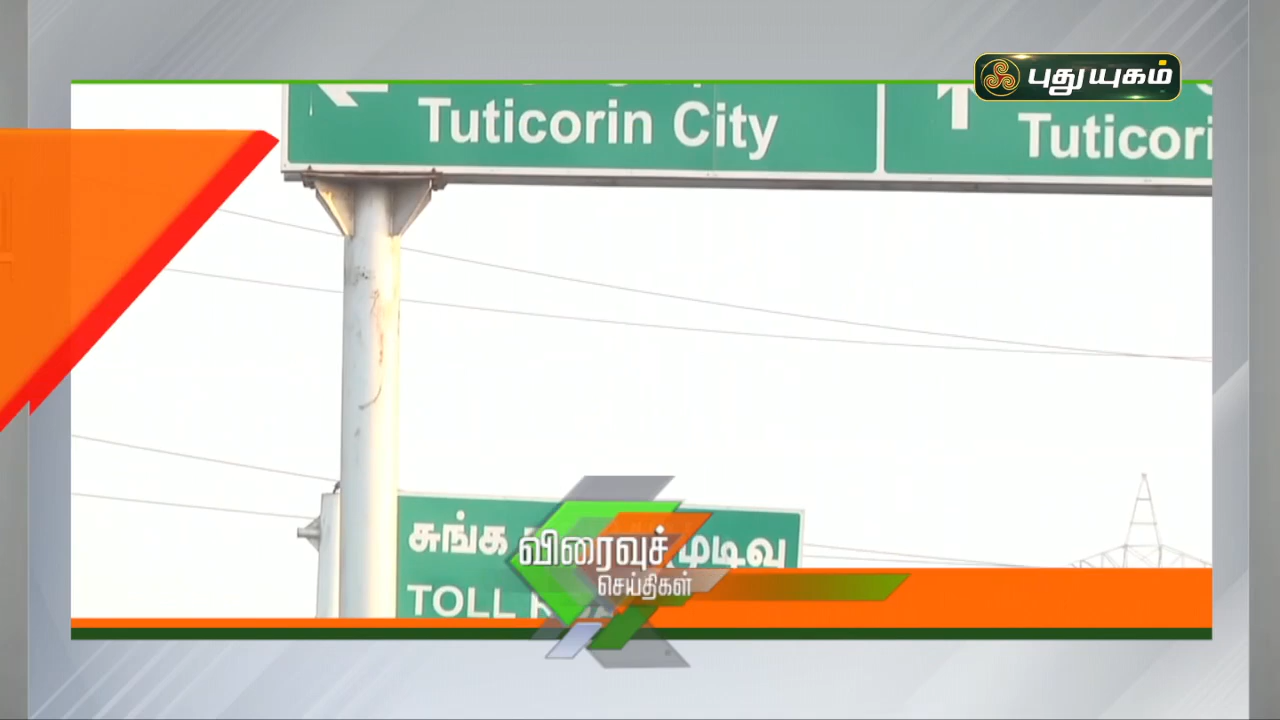 புதுயுகம்
Tuticorin City
Tuticori
சுங்க முடிவு
விரைவுச்
செய்திகள்
TOLL